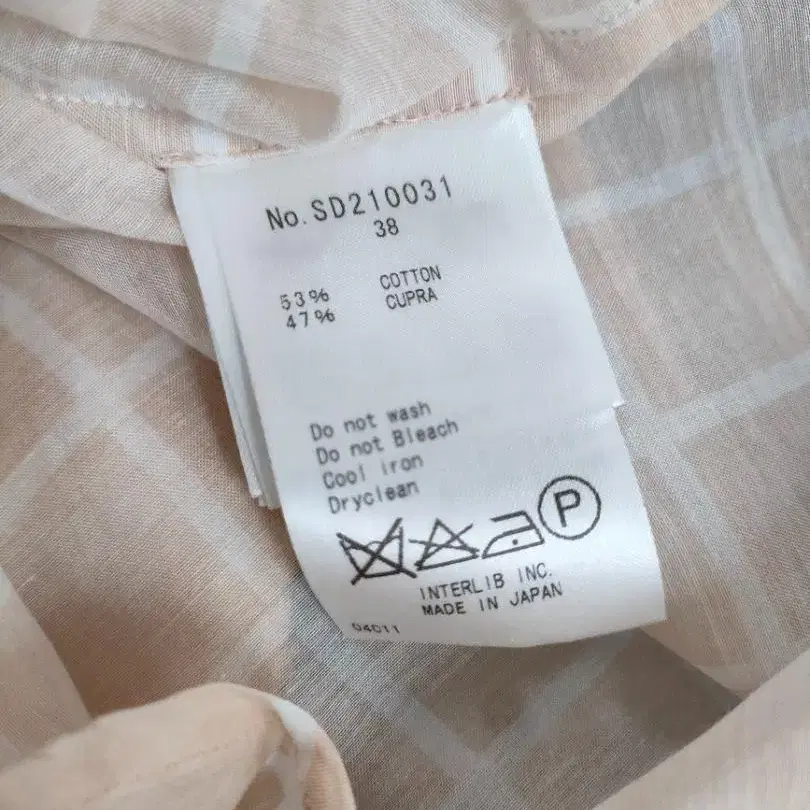 No. SD210031
38
53% COTTON
47% CUPRA
Do not wash
Do not Bleach
Cool iron
Dryclean
P
INTERLIB INC.
MADE IN JAPAN
04011